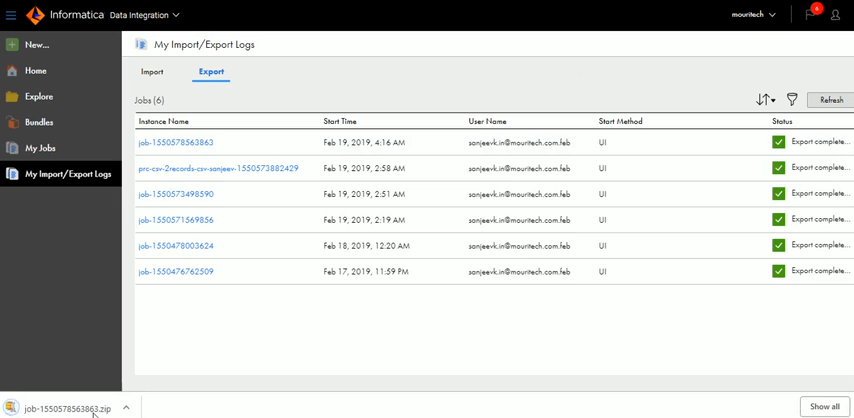 Informatica Data Integration mouritech 6
New...
Home
Explore
Bundles
My Jobs
My Import/Export Logs
My Import/Export Logs
Import Export
Jobs (6) Refresh
Instance Name Start Time User Name Start Method Status
job-1550578563863 Feb 19, 2019, 4:16 AM sanjeevk.in@mouritech.com.feb UI Export complete...
prc-csv-2records-csv-sanjeev-1550573882429 Feb 19, 2019, 2:58 AM sanjeevk.in@mouritech.com.feb UI Export complete...
job-1550573498590 Feb 19, 2019, 2:51 AM sanjeevk.in@mouritech.com.feb UI Export complete...
job-1550571569856 Feb 19, 2019, 2:19 AM sanjeevk.in@mouritech.com.feb UI Export complete...
job-1550478003624 Feb 18, 2019, 12:20 AM sanjeevk.in@mouritech.com.feb UI Export complete...
job-1550476762509 Feb 17, 2019, 11:59 PM sanjeevk.in@mouritech.com.feb UI Export complete...
job-1550578563863.zip Show all